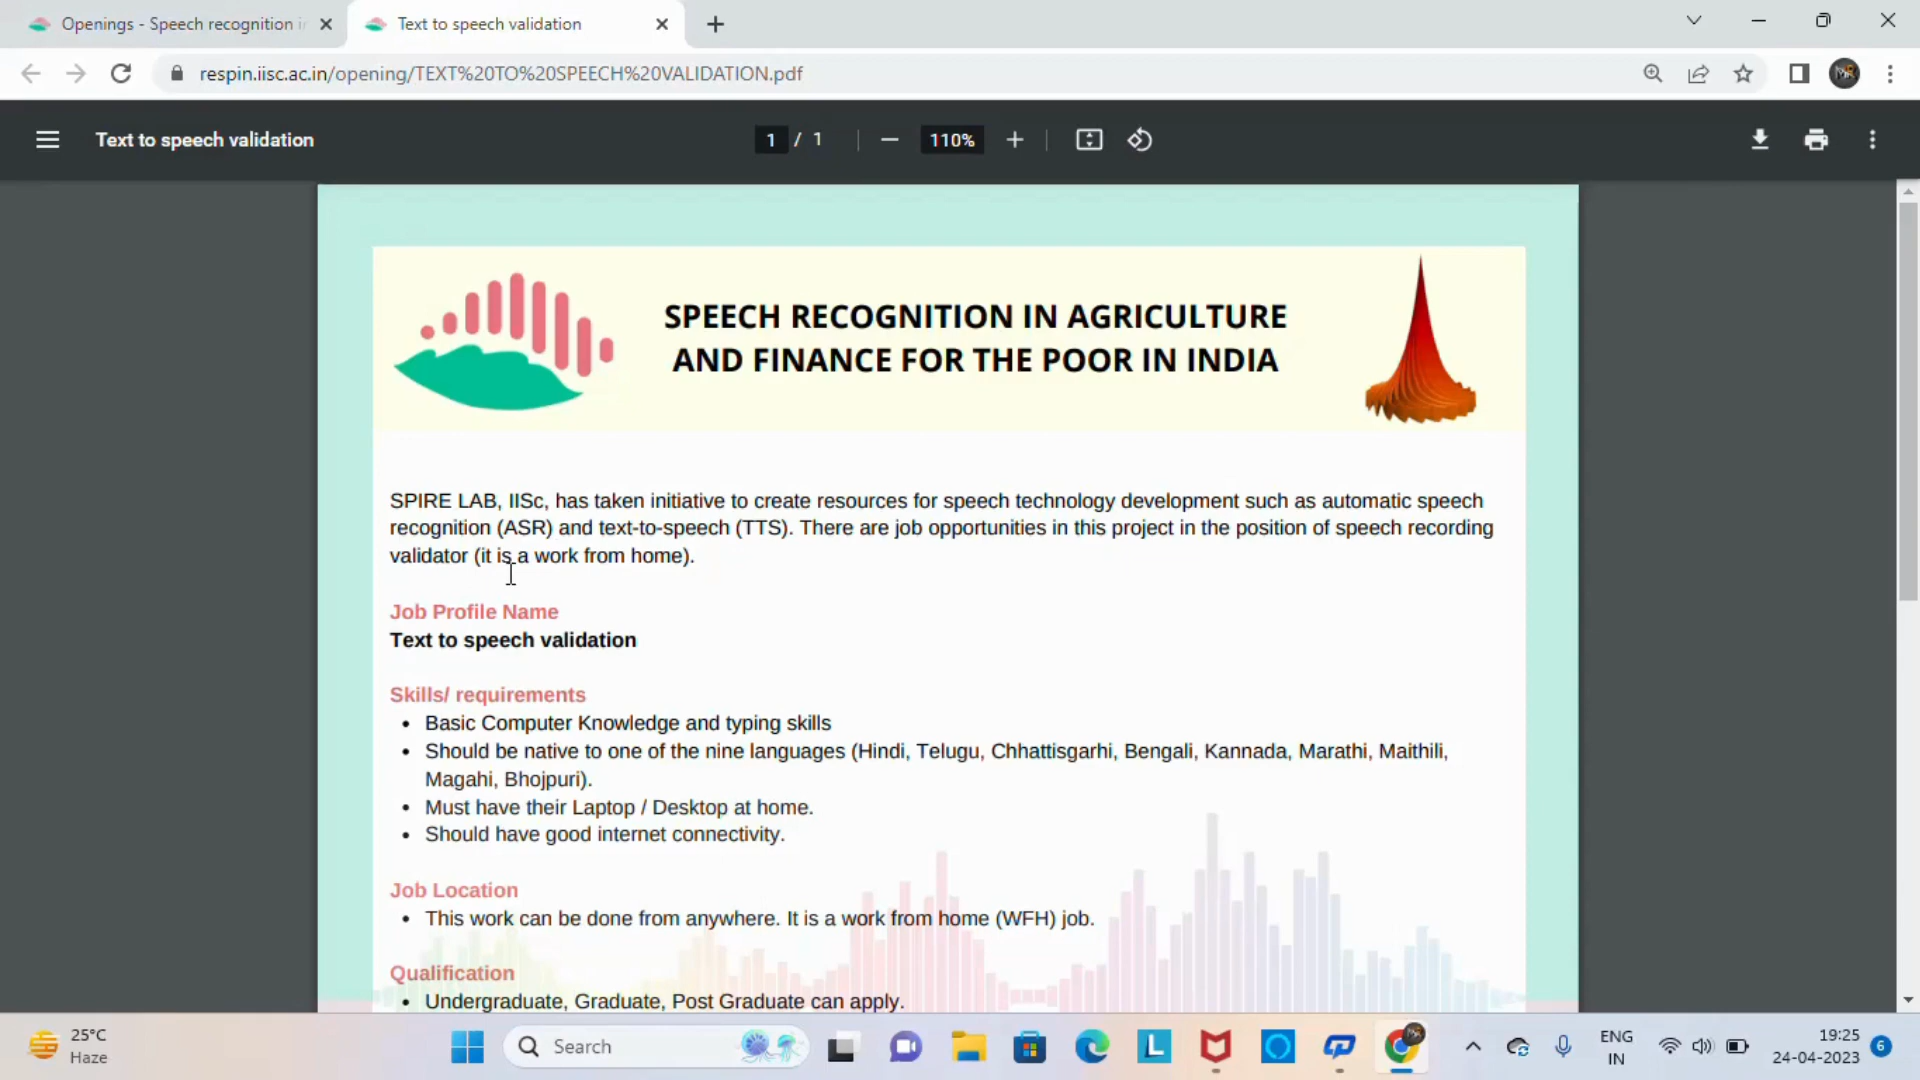 Openings - Speech recognition i
Text to speech validation
respin.iisc.ac.in/opening/TEXT%20TO%20SPEECH%20VALIDATION.pdf
Text to speech validation
1 / 1
110%
SPEECH RECOGNITION IN AGRICULTURE
AND FINANCE FOR THE POOR IN INDIA
SPIRE LAB, IISc, has taken initiative to create resources for speech technology development such as automatic speech
recognition (ASR) and text-to-speech (TTS). There are job opportunities in this project in the position of speech recording
validator (it is a work from home).
Job Profile Name
Text to speech validation
Skills/ requirements
• Basic Computer Knowledge and typing skills
• Should be native to one of the nine languages (Hindi, Telugu, Chhattisgarhi, Bengali, Kannada, Marathi, Maithili,
Magahi, Bhojpuri).
• Must have their Laptop / Desktop at home.
• Should have good internet connectivity.
Job Location
• This work can be done from anywhere. It is a work from home (WFH) job.
Qualification
• Undergraduate, Graduate, Post Graduate can apply.
25°C
Haze
Search
L
ENG
IN
19:25
24-04-2023
6